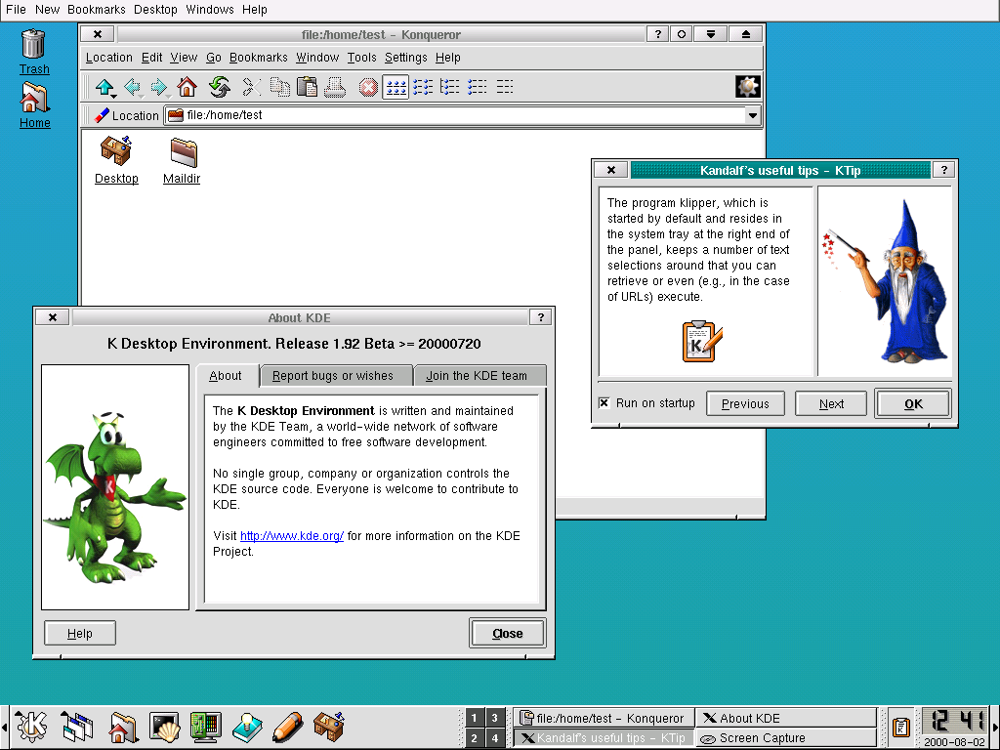 File New Bookmarks Desktop Windows Help
Trash
Home
file:/home/test - Konqueror
?
Location Edit View Go Bookmarks Window Tools Settings Help
Location file:/home/test
Desktop Maildir
Kandalf's useful tips - KTip
?
The program klipper, which is
started by default and resides in
the system tray at the right end of
the panel, keeps a number of text
selections around that you can
retrieve or even (e.g., in the case
of URLs) execute.
K
Run on startup Previous Next OK
About KDE
?
K Desktop Environment. Release 1.92 Beta >= 20000720
About Report bugs or wishes Join the KDE team
The K Desktop Environment is written and maintained
by the KDE Team, a world-wide network of software
engineers committed to free software development.
No single group, company or organization controls the
KDE source code. Everyone is welcome to contribute to
KDE.
Visit http://www.kde.org/ for more information on the KDE
Project.
K
Help Close
K
1 3
2 4
file:/home/test - Konqueror
About KDE
Kandalf's useful tips - KTip
Screen Capture
K
12 41
2000-08-02